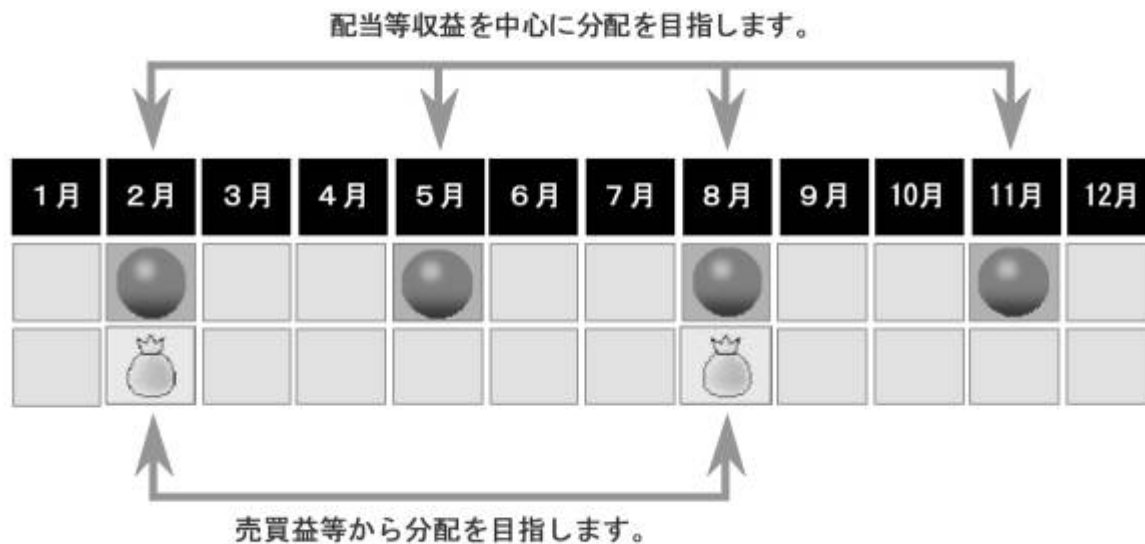 配当等収益を中心に分配を目指します。
1月 2月 3月 4月 5月 6月 7月 8月 9月 10月 11月 12月
売買益等から分配を目指します。